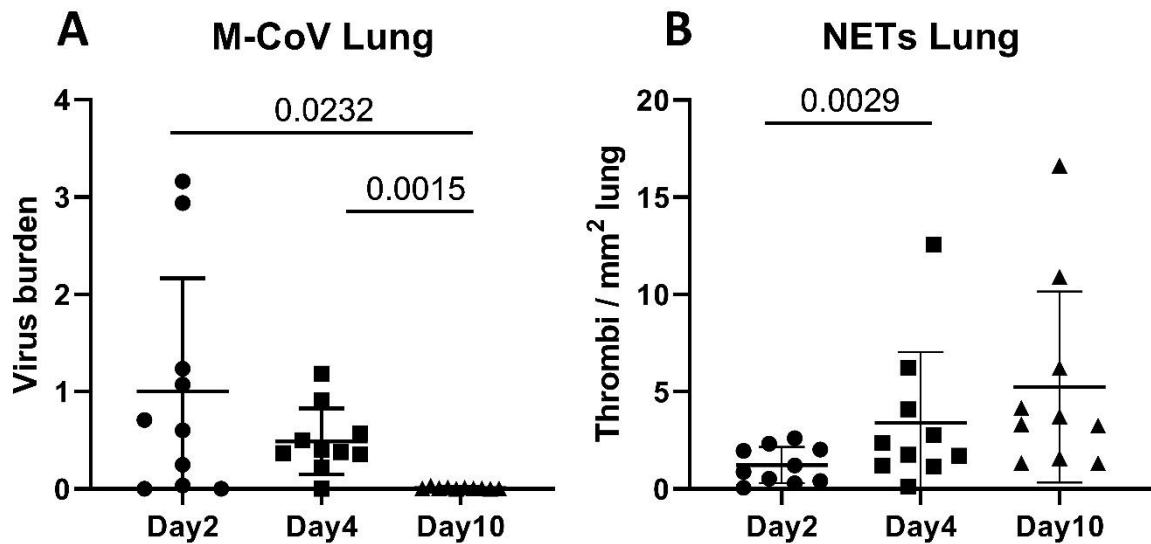 A
M-CoV Lung
Virus burden
4
3
2
1
0
0.0232
0.0015
Day2
Day4
Day10
B
NETs Lung
Thrombi / mm² lung
20
15
10
5
0
0.0029
Day2
Day4
Day10